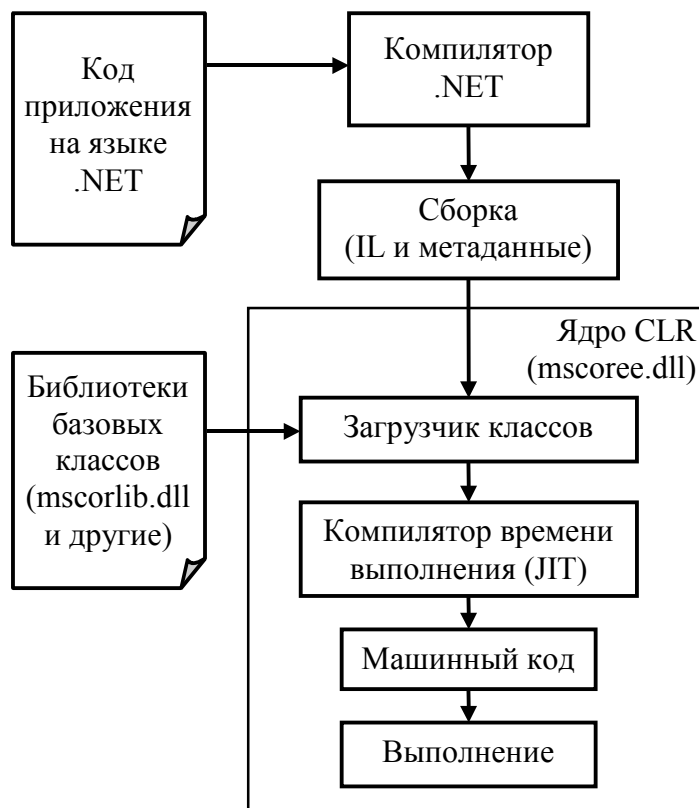 Код
приложения
на языке
.NET
Компилятор
.NET
Сборка
(IL и метаданные)
Ядро CLR
(mscoree.dll)
Библиотеки
базовых
классов
(mscorlib.dll
и другие)
Загрузчик классов
Компилятор времени
выполнения (JIT)
Машинный код
Выполнение